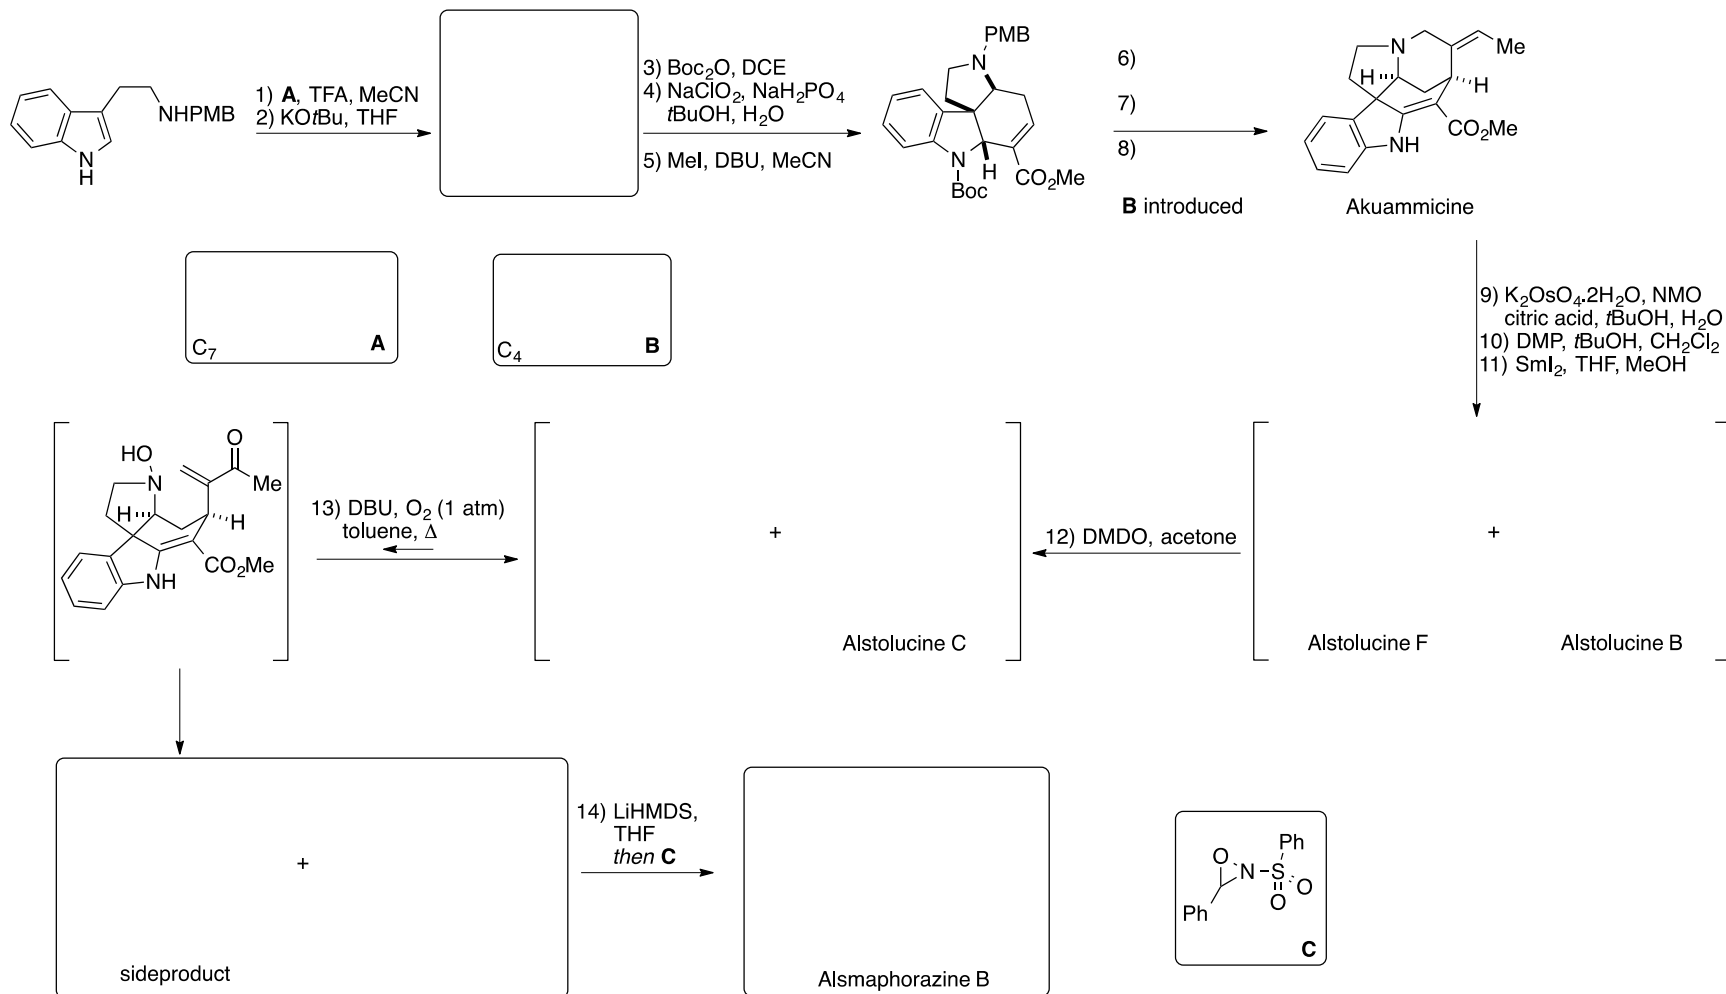 NHPMB
N
H
1) A, TFA, MeCN
2) KOtBu, THF
3) Boc2O, DCE
4) NaClO2, NaH2PO4
tBuOH, H2O
5) MeI, DBU, MeCN
PMB
N
N
H
Boc
CO2Me
6)
7)
8)
B introduced
N
Me
H
H
CO2Me
NH
Akuammicine
C7
A
C4
B
9) K2OsO4.2H2O, NMO
citric acid, tBuOH, H2O
10) DMP, tBuOH, CH2Cl2
11) SmI2, THF, MeOH
HO
N
O
Me
H
H
CO2Me
NH
13) DBU, O2 (1 atm)
toluene, Δ
+
Alstolucine C
12) DMDO, acetone
+
Alstolucine F
Alstolucine B
+
sideproduct
14) LiHMDS,
THF
then C
Alsmaphorazine B
Ph
O
N
S
O
O
Ph
C